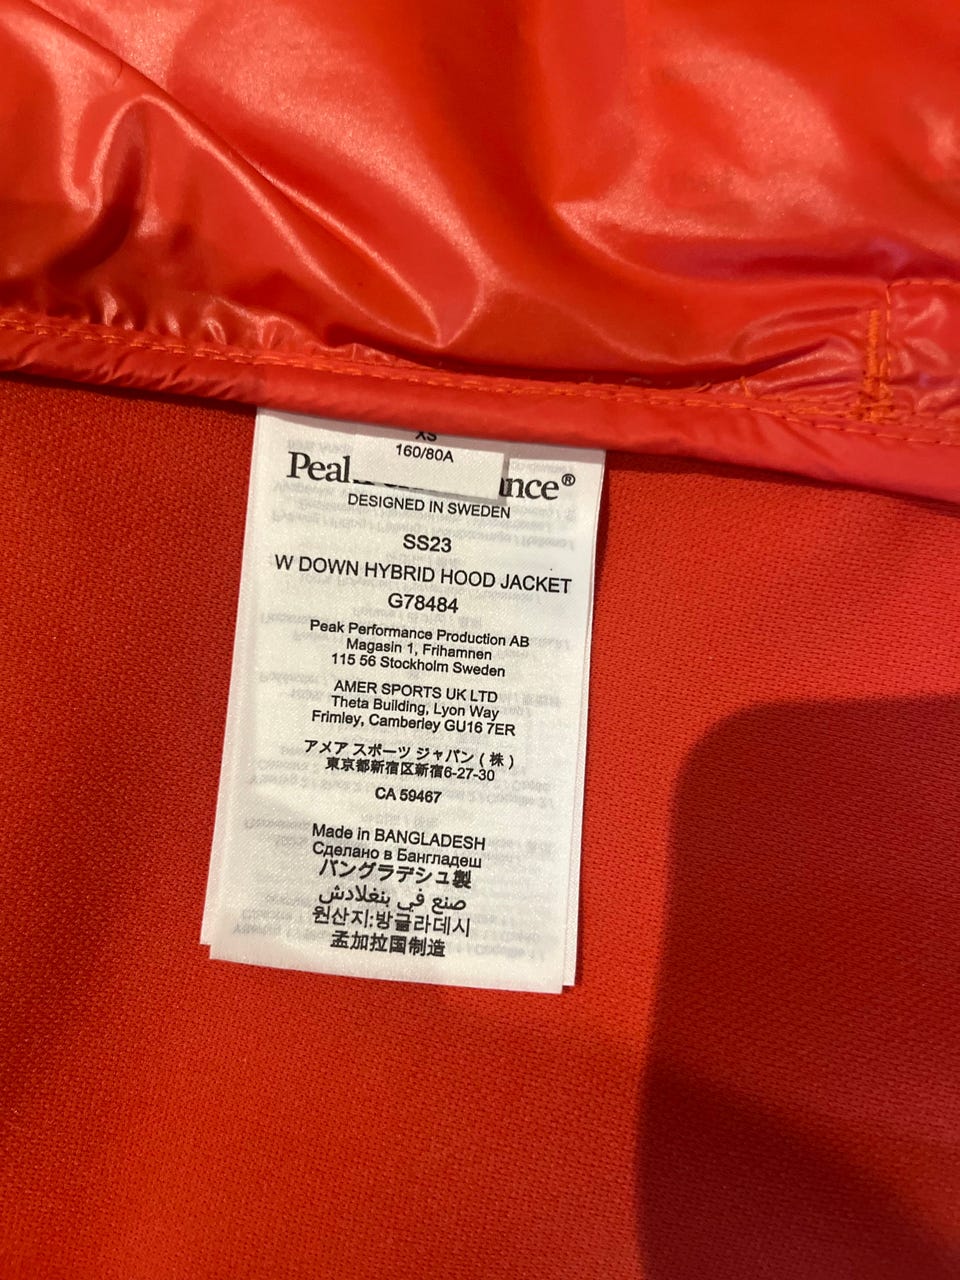 XS
160/80A
Peak nce®
DESIGNED IN SWEDEN
SS23
W DOWN HYBRID HOOD JACKET
G78484
Peak Performance Production AB
Magasin 1, Frihamnen
115 56 Stockholm Sweden
AMER SPORTS UK LTD
Theta Building, Lyon Way
Frimley, Camberley GU16 7ER
アメア スポーツ ジャパン ( 株 )
東京都新宿区新宿6-27-30
CA 59467
Made in BANGLADESH
Сделано в Бангладеш
バングラデシュ製
صنع في بنغلادش
원산지:방글라데시
孟加拉国制造